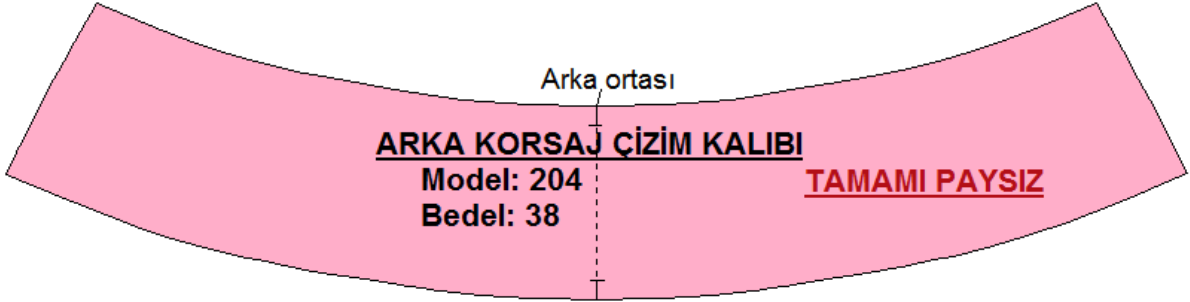 Arka ortası
ARKA KORSAJ ÇİZİM KALIBI
Model: 204
TAMAMI PAYSIZ
Bedel: 38